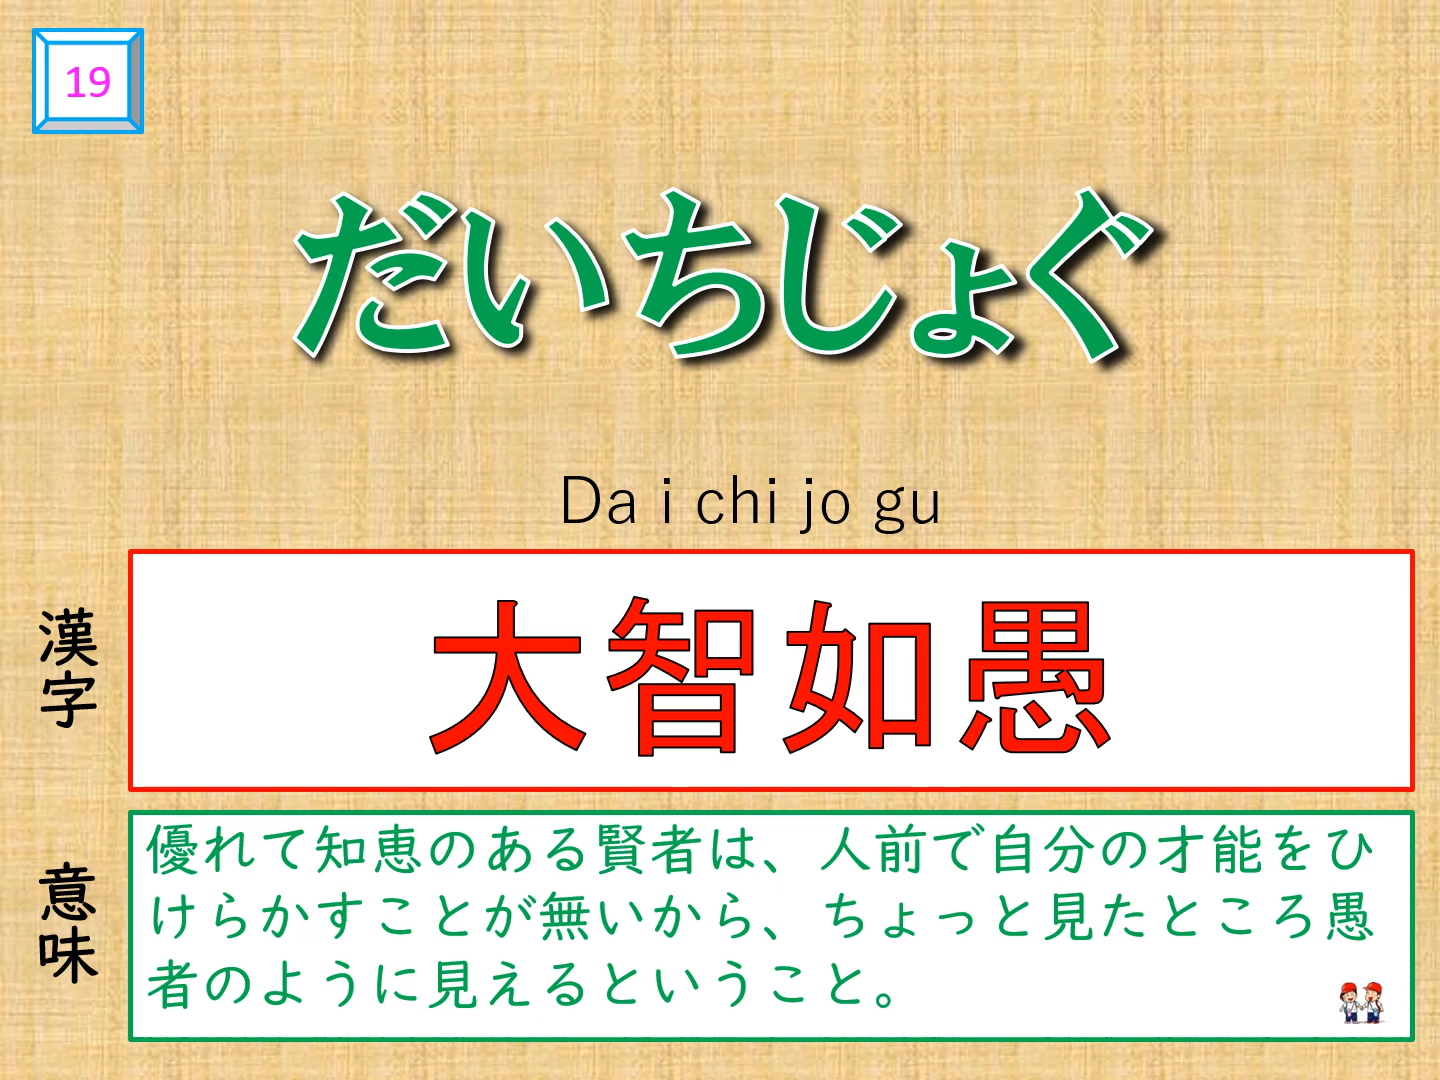 19
だいちじょぐ
Da i chi jo gu
漢字
大智如愚
意味
優れて知恵のある賢者は、人前で自分の才能をひ
けらかすことが無いから、ちょっと見たところ愚
者のように見えるということ。